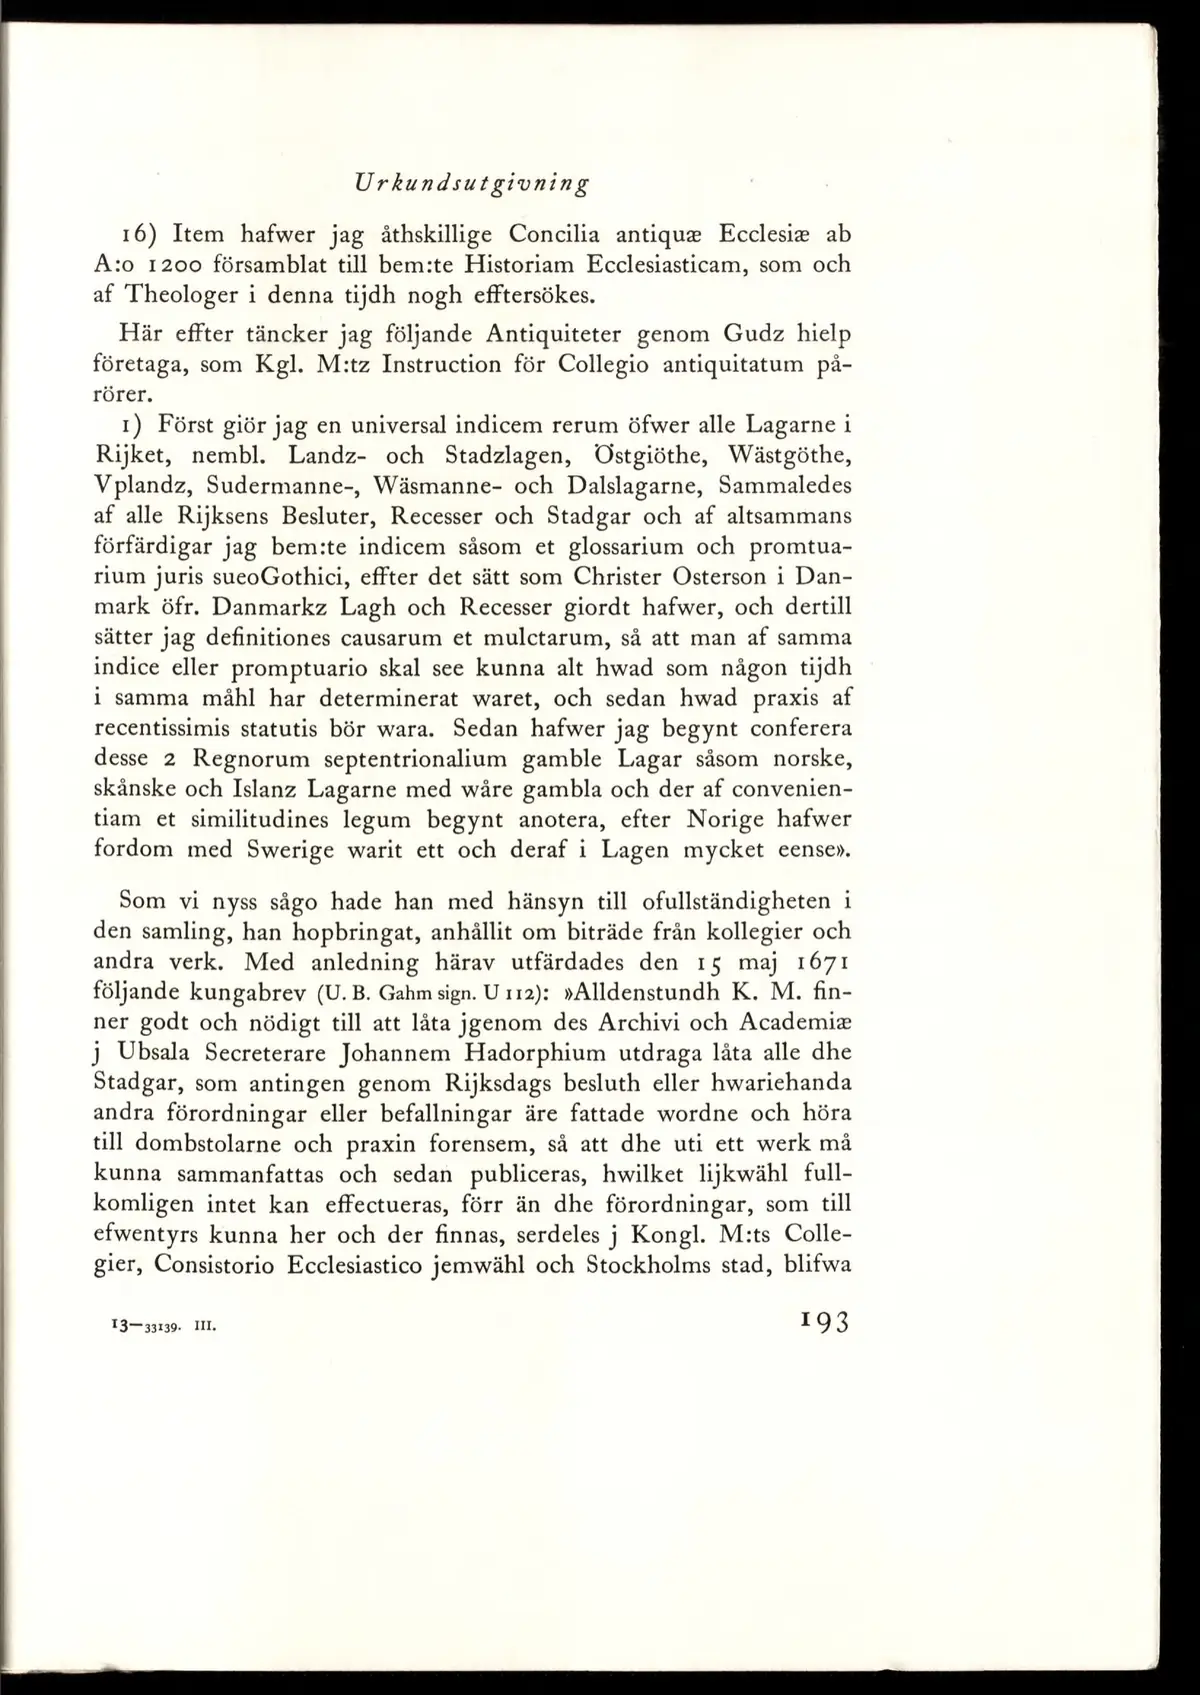 Urkundsutgivning
16) Item hafwer jag åthskillige Concilia antiquæ Ecclesiæ ab
A:o 1200 församblat till bem:te Historiam Ecclesiasticam, som och
af Theologer i denna tijdh nogh efftersökes.
Här effter täncker jag följande Antiquiteter genom Gudz hielp
företaga, som Kgl. M:tz Instruction för Collegio antiquitatum på-
rörer.
1) Först giör jag en universal indicem rerum öfwer alle Lagarne i
Rijket, nembl. Landz- och Stadzlagen, Östgiöthe, Wästgöthe,
Vplandz, Sudermanne-, Wäsmanne- och Dalslagarne, Sammaledes
af alle Rijksens Besluter, Recesser och Stadgar och af altsammans
förfärdigar jag bem:te indicem såsom et glossarium och promtua-
rium juris sueoGothici, effter det sätt som Christer Osterson i Dan-
mark öfr. Danmarkz Lagh och Recesser giordt hafwer, och dertill
sätter jag definitiones causarum et mulctarum, så att man af samma
indice eller promptuario skal see kunna alt hwad som någon tijdh
i samma måhl har determinerat waret, och sedan hwad praxis af
recentissimis statutis bör wara. Sedan hafwer jag begynt conferera
desse 2 Regnorum septentrionalium gamble Lagar såsom norske,
skånske och Islanz Lagarne med wåre gambla och der af convenien-
tiam et similitudines legum begynt anotera, efter Norige hafwer
fordom med Swerige warit ett och deraf i Lagen mycket eense».
Som vi nyss sågo hade han med hänsyn till ofullständigheten i
den samling, han hopbringat, anhållit om biträde från kollegier och
andra verk. Med anledning härav utfärdades den 15 maj 1671
följande kungabrev (U. B. Gahm sign. U 112): »Alldenstundh K. M. fin-
ner godt och nödigt till att låta jgenom des Archivi och Academiæ
j Ubsala Secreterare Johannem Hadorphium utdraga låta alle dhe
Stadgar, som antingen genom Rijksdags besluth eller hwariehanda
andra förordningar eller befallningar äre fattade wordne och höra
till dombstolarne och praxin forensem, så att dhe uti ett werk må
kunna sammanfattas och sedan publiceras, hwilket lijkwähl full-
komligen intet kan effectueras, förr än dhe förordningar, som till
efwentyrs kunna her och der finnas, serdeles j Kongl. M:ts Colle-
gier, Consistorio Ecclesiastico jemwähl och Stockholms stad, blifwa
13—33139. III.
193